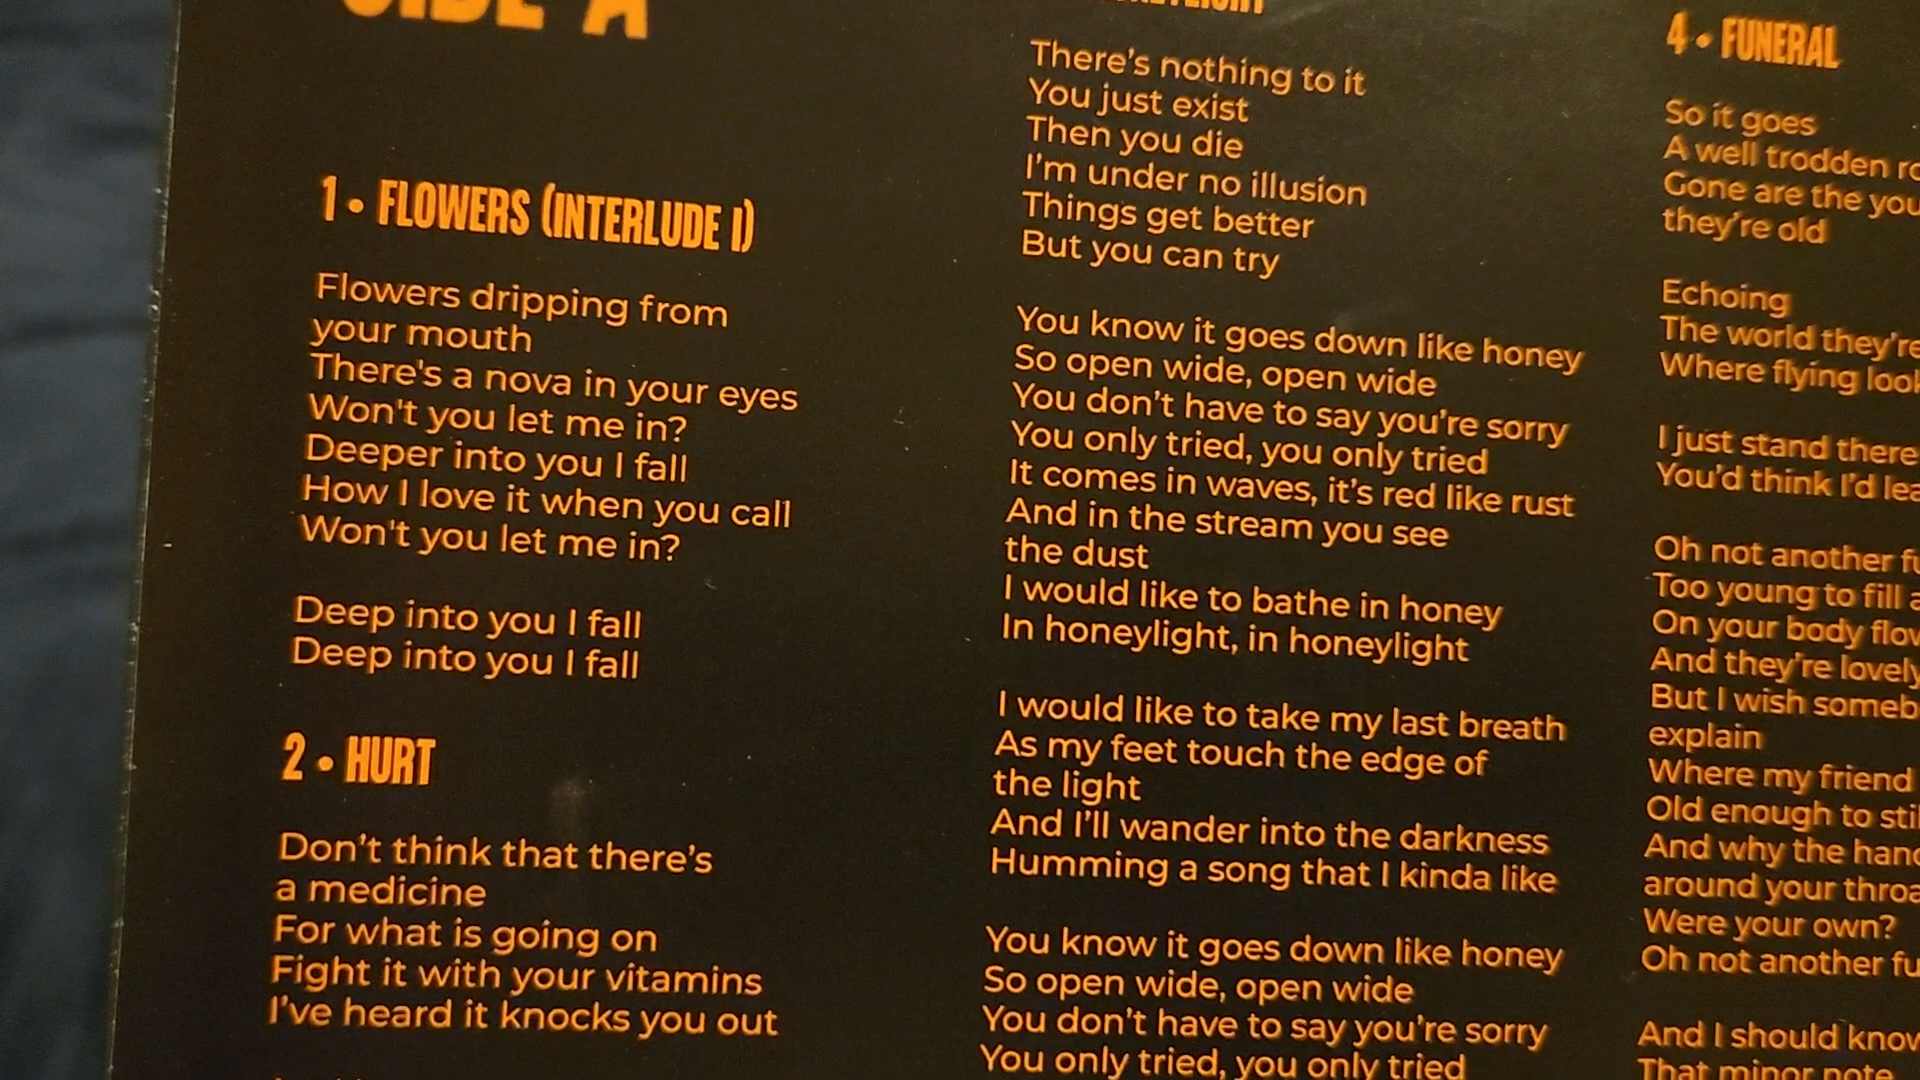 SIDE A
1 • FLOWERS (INTERLUDE I)
Flowers dripping from
your mouth
There's a nova in your eyes
Won't you let me in?
Deeper into you I fall
How I love it when you call
Won't you let me in?
Deep into you I fall
Deep into you I fall
2 • HURT
Don’t think that there’s
a medicine
For what is going on
Fight it with your vitamins
I’ve heard it knocks you out
There’s nothing to it
You just exist
Then you die
I’m under no illusion
Things get better
But you can try
You know it goes down like honey
So open wide, open wide
You don’t have to say you’re sorry
You only tried, you only tried
It comes in waves, it’s red like rust
And in the stream you see
the dust
I would like to bathe in honey
In honeylight, in honeylight
I would like to take my last breath
As my feet touch the edge of
the light
And I’ll wander into the darkness
Humming a song that I kinda like
You know it goes down like honey
So open wide, open wide
You don’t have to say you’re sorry
You only tried, you only tried
4 • FUNERAL
So it goes
A well trodden
Gone are the
they’re old
Echoing
The world they’re
Where flying
I just stand there
You’d think I’d
Oh not another
Too young to fill
On your body
And they’re lovely
But I wish
explain
Where my friend
Old enough to
And why the
around your
Were your own?
Oh not another
And I should know
That minor note